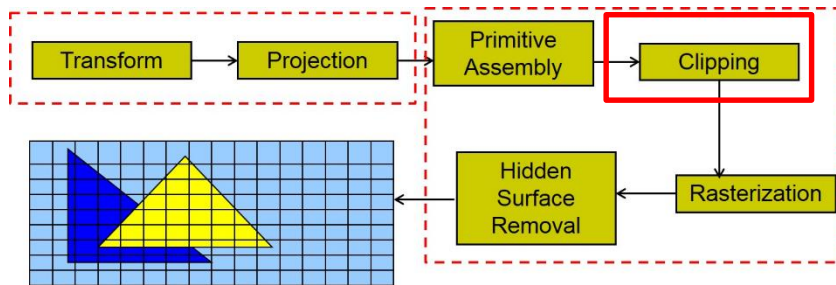 Transform
Projection
Primitive
Assembly
Clipping
Rasterization
Hidden
Surface
Removal